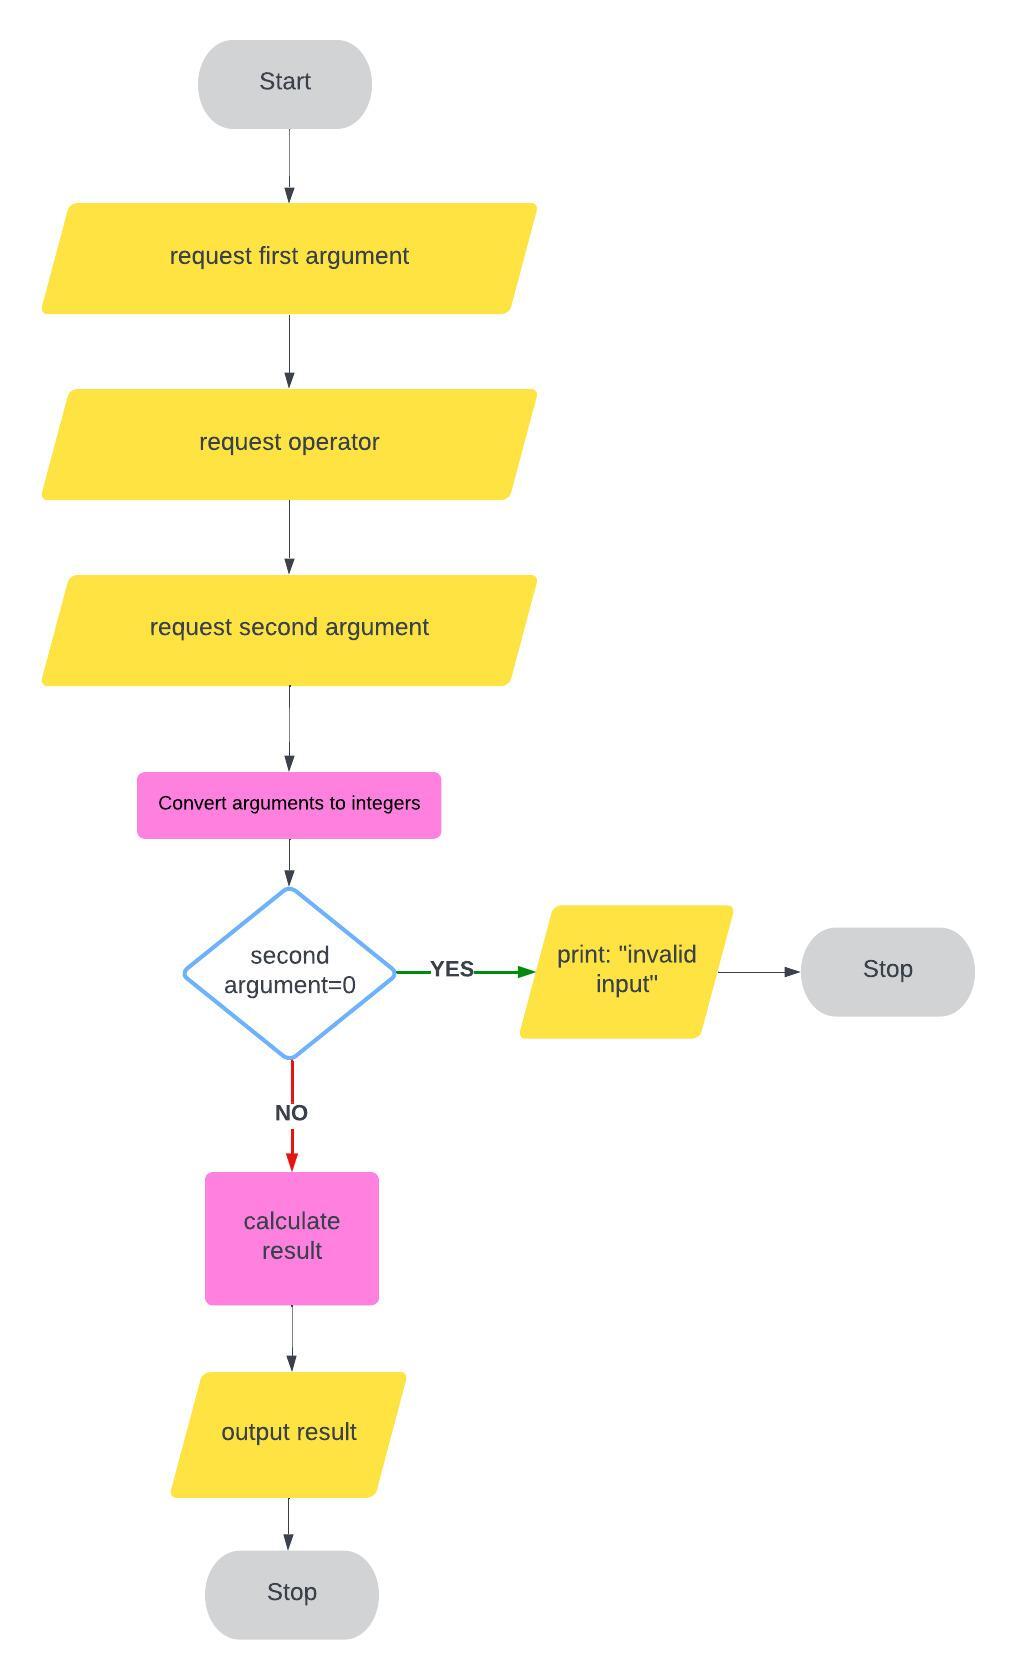 Start
request first argument
request operator
request second argument
Convert arguments to integers
second
argument=0
YES
print: "invalid
input"
Stop
NO
calculate
result
output result
Stop